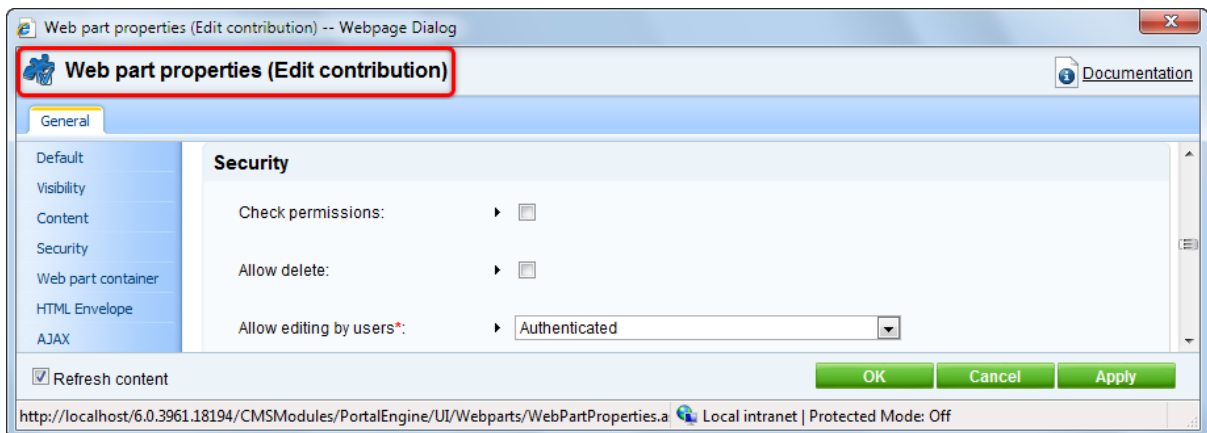 Web part properties (Edit contribution) -- Webpage Dialog
Web part properties (Edit contribution)
Documentation
General
Default
Visibility
Content
Security
Web part container
HTML Envelope
AJAX
Security
Check permissions:
Allow delete:
Allow editing by users*:
Authenticated
Refresh content
OK
Cancel
Apply
http://localhost/6.0.3961.18194/CMSModules/PortalEngine/UI/Webparts/WebPartProperties.a
Local intranet | Protected Mode: Off